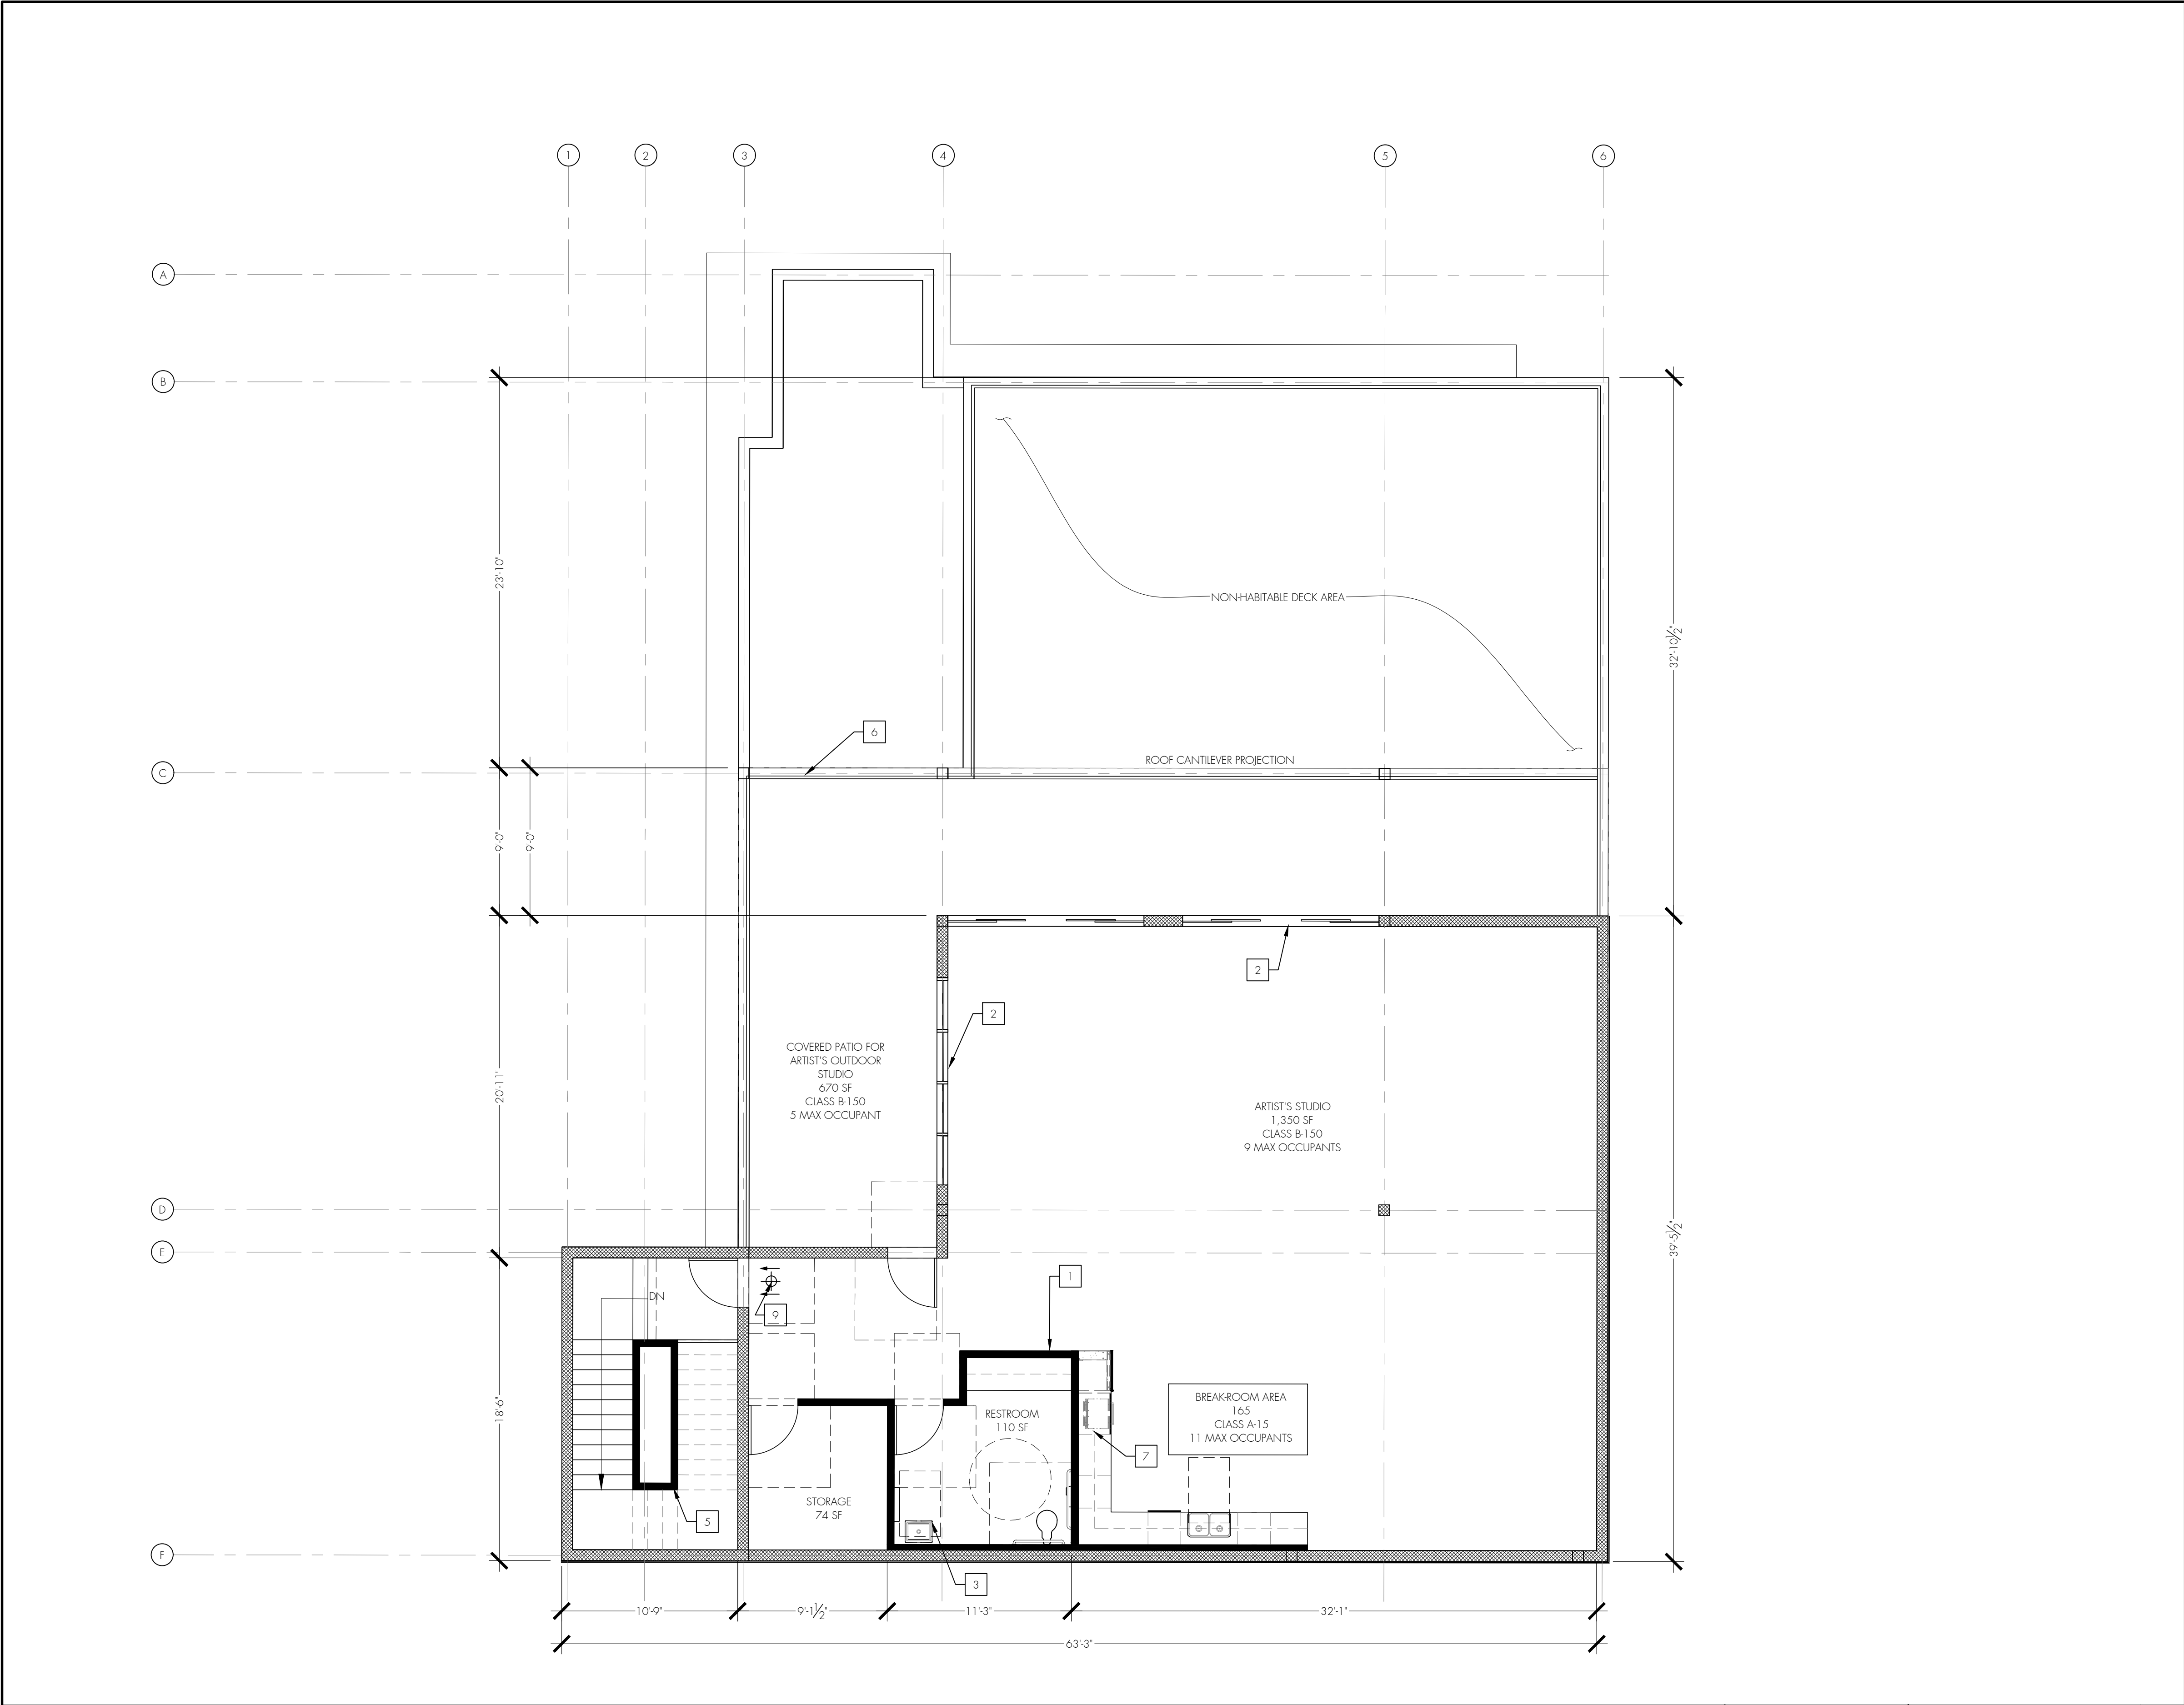 1
2
3
4
5
6
A
B
23'-10"
NON-HABITABLE DECK AREA
32'-10½"
6
ROOF CANTILEVER PROJECTION
C
9'-0"
9'-0"
2
2
COVERED PATIO FOR
ARTIST'S OUTDOOR
STUDIO
670 SF
CLASS B-150
5 MAX OCCUPANT
20'-11"
ARTIST'S STUDIO
1,350 SF
CLASS B-150
9 MAX OCCUPANTS
D
E
39'-5½"
DN
9
1
18'-6"
BREAK-ROOM AREA
165
CLASS A-15
11 MAX OCCUPANTS
RESTROOM
110 SF
7
STORAGE
74 SF
5
F
3
10'-9"
9'-1½"
11'-3"
32'-1"
63'-3"